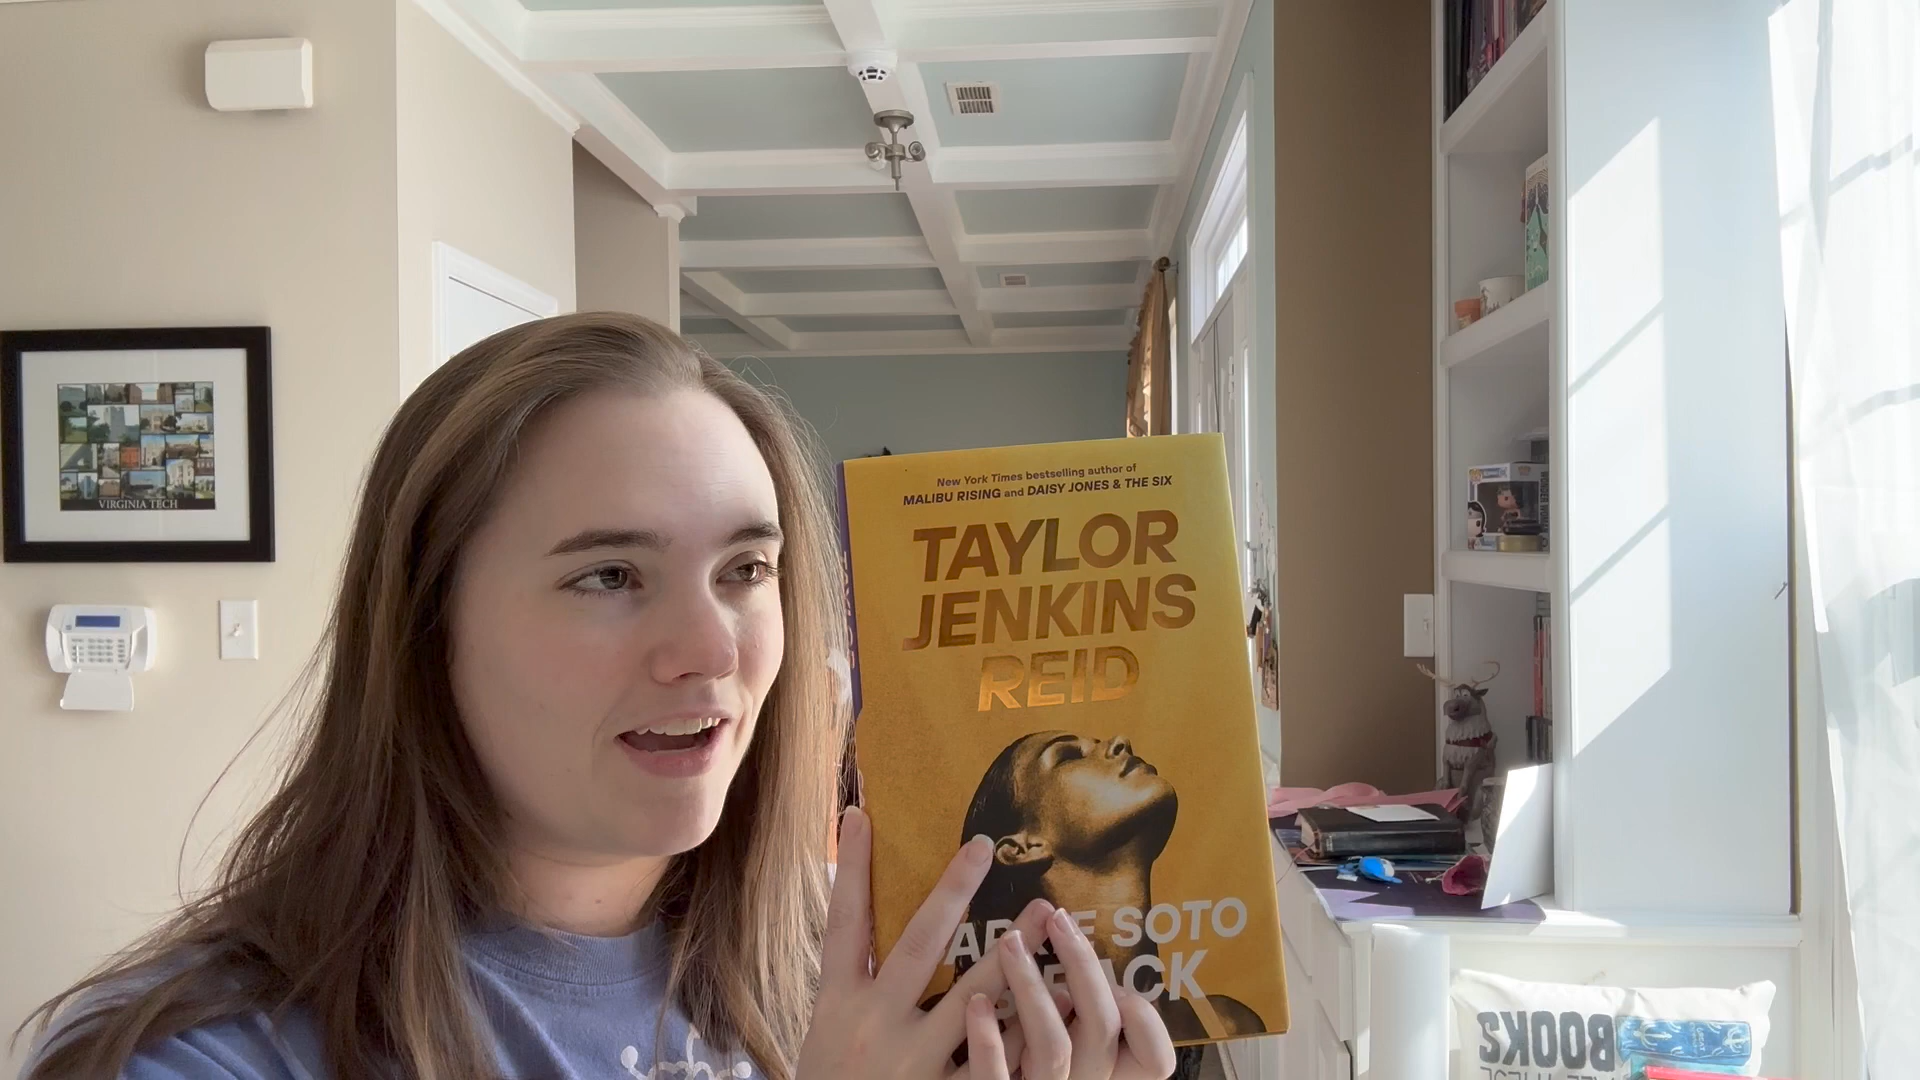 VIRGINIA TECH
New York Times bestselling author of
MALIBU RISING and DAISY JONES & THE SIX
TAYLOR
JENKINS
REID
SOTO
BOOKS
THESE